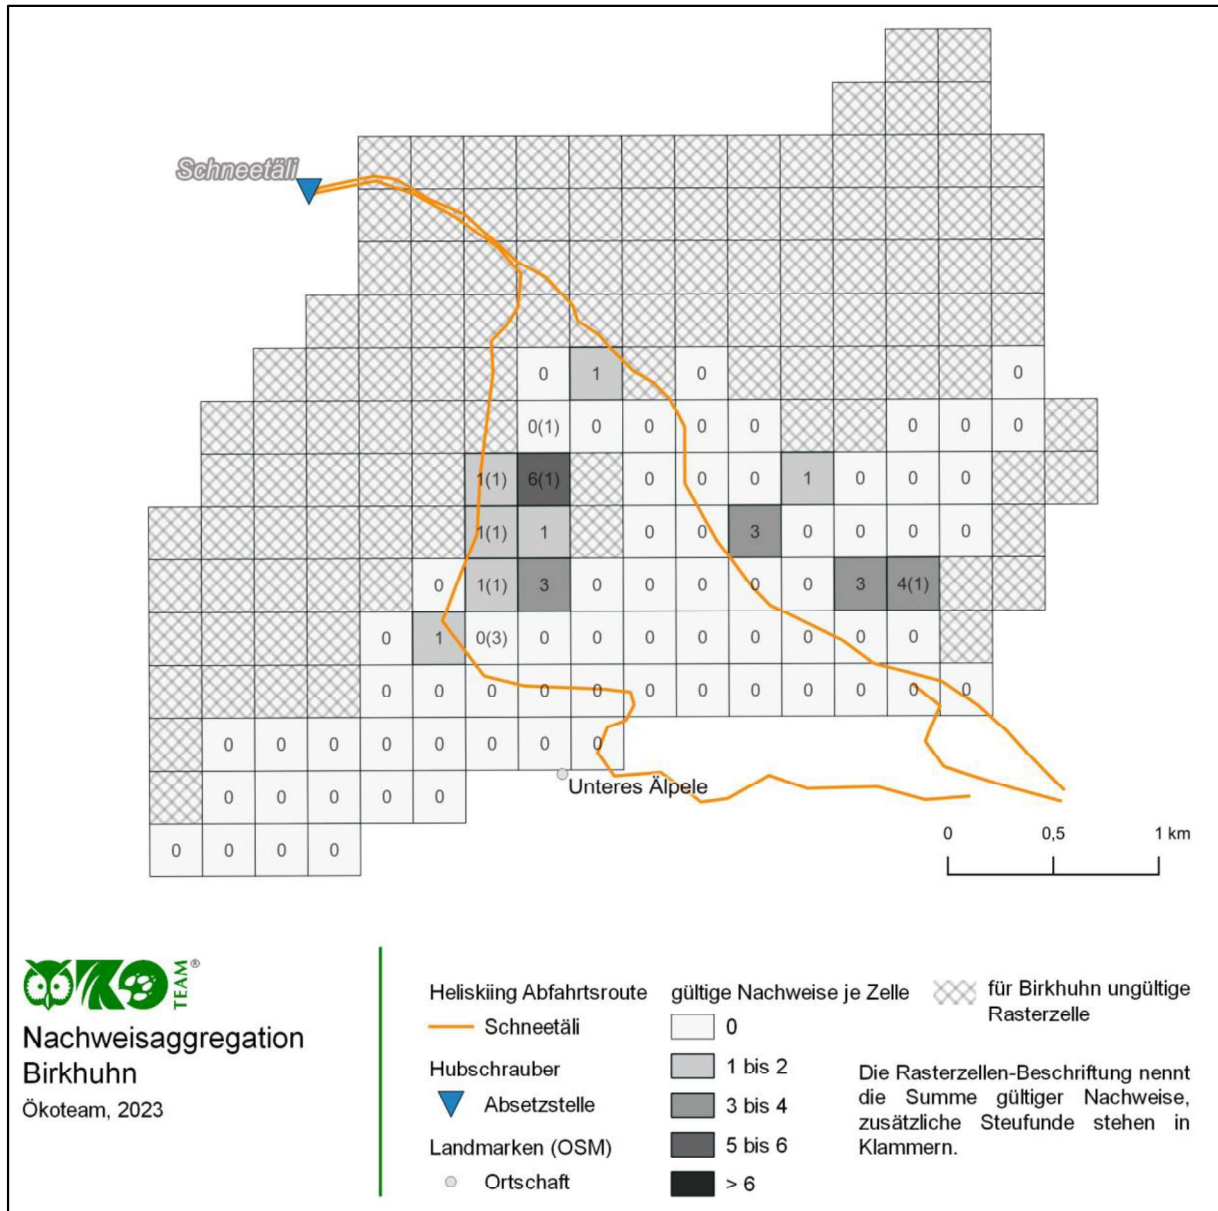 Schneetäli
0 1 0 0
0(1) 0 0 0 0 0 0 0
1(1) 6(1) 0 0 0 1 0 0 0
1(1) 1 0 0 3 0 0 0 0
0 1(1) 3 0 0 0 0 0 3 4(1)
0 1 0(3) 0 0 0 0 0 0 0 0
0 0 0 0 0 0 0 0 0 0 0 0
0 0 0 0 0 0 0 0
Unteres Älpele
0 0 0 0 0
0 0,5 1 km
0 0 0 0
ÖKO TEAM ®
Nachweisaggregation
Birkhuhn
Ökoteam, 2023
Heliskiing Abfahrtsroute
Schneetäli
Hubschrauber
Absetzstelle
Landmarken (OSM)
Ortschaft
gültige Nachweise je Zelle
0
1 bis 2
3 bis 4
5 bis 6
> 6
für Birkhuhn ungültige
Rasterzelle
Die Rasterzellen-Beschriftung nennt
die Summe gültiger Nachweise,
zusätzliche Steufunde stehen in
Klammern.